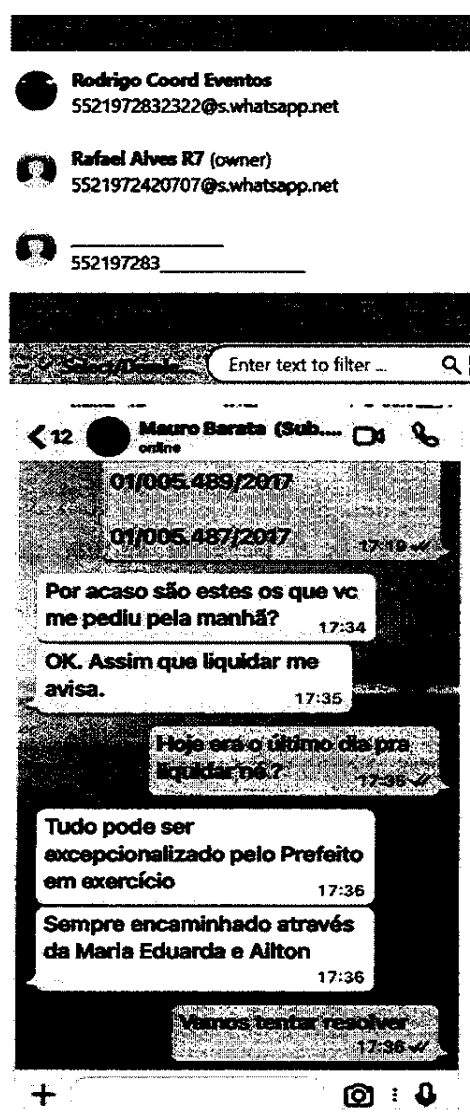 Rodrigo Coord Eventos
5521972832322@s.whatsapp.net
Rafael Alves R7 (owner)
5521972420707@s.whatsapp.net
552197283
Enter text to filter ...
12 Mauro Barata (Sub....
online
01/005.489/2017
01/005.487/2017
17:19
Por acaso são estes os que vc
me pediu pela manhã?
17:34
OK. Assim que liquidar me
avisa.
17:35
Hoje era o último dia pra
liquidar né?
17:36
Tudo pode ser
excepcionalizado pelo Prefeito
em exercício
17:36
Sempre encaminhado através
da Maria Eduarda e Ailton
17:36
Vamos tentar resolver
17:36